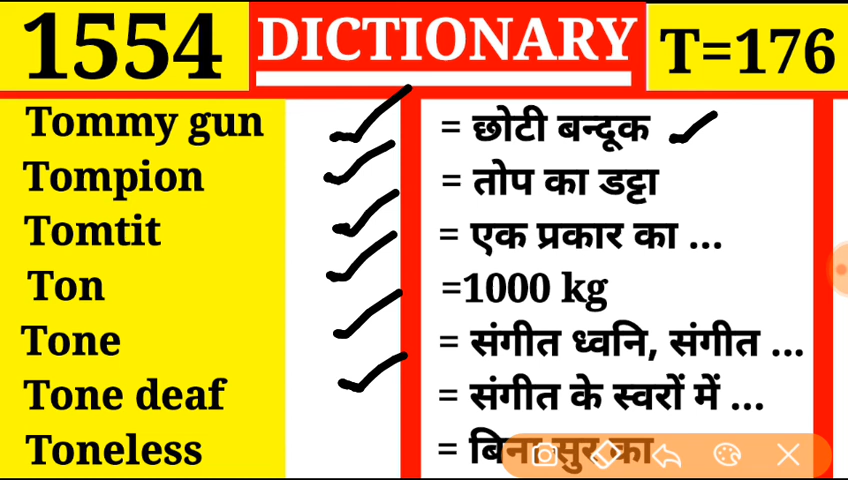 1554 DICTIONARY T=176
Tommy gun = छोटी बन्दूक
Tompion = तोप का डट्टा
Tomtit = एक प्रकार का ...
Ton =1000 kg
Tone = संगीत ध्वनि, संगीत ...
Tone deaf = संगीत के स्वरों में ...
Toneless = बिना सुर का